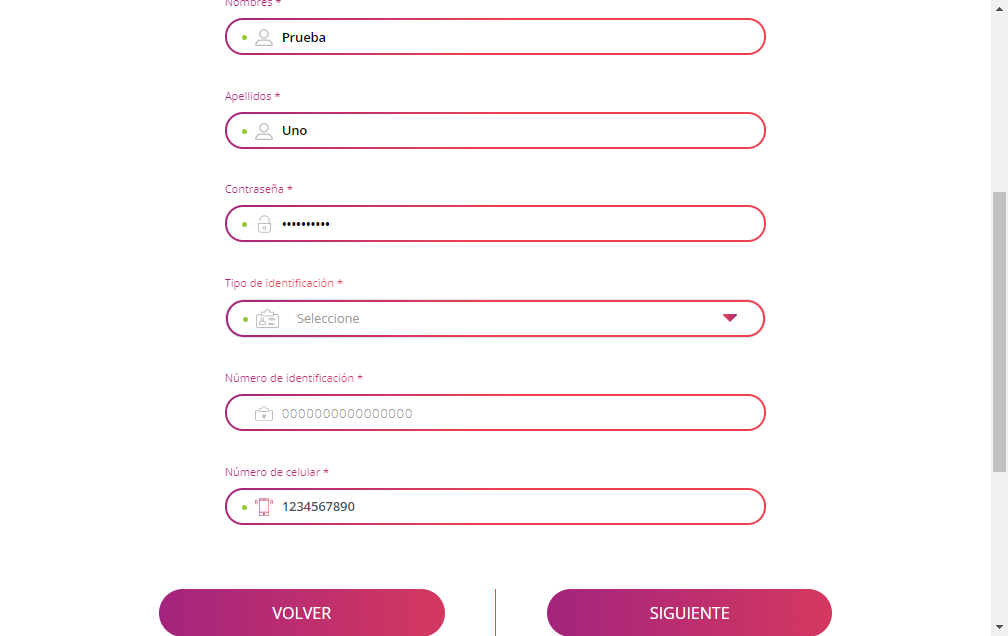 Nombres *
Prueba
Apellidos *
Uno
Contraseña *
••••••••••
Tipo de identificación *
Seleccione
Número de identificación *
0000000000000000
Número de celular *
1234567890
VOLVER
SIGUIENTE